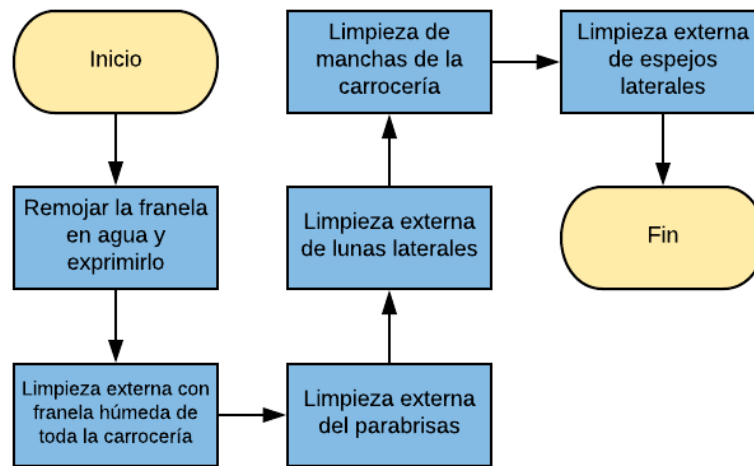 Inicio
Remojar la franela
en agua y
exprimirlo
Limpieza externa con
franela húmeda de
toda la carrocería
Limpieza externa
del parabrisas
Limpieza externa
de lunas laterales
Limpieza de
manchas de la
carrocería
Limpieza externa
de espejos
laterales
Fin